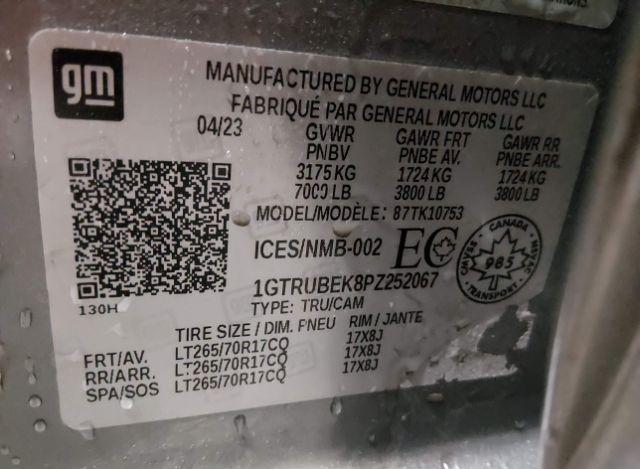 gm
MANUFACTURED BY GENERAL MOTORS LLC
FABRIQUÉ PAR GENERAL MOTORS LLC
04/23 GVWR GAWR FRT GAWR RR
PNBV PNBE AV. PNBE ARR.
3175 KG 1724 KG 1724 KG
7000 LB 3800 LB 3800 LB
MODEL/MODÈLE: 87TK10753
ICES/NMB-002 EC
CANADA
CMVSS NSVAC
985
TRANSPORT
1GTRUBEK8PZ252067
130H
TYPE: TRU/CAM
TIRE SIZE / DIM. PNEU RIM / JANTE
FRT/AV. LT265/70R17CQ 17X8J
RR/ARR. LT265/70R17CQ 17X8J
SPA/SOS LT265/70R17CQ 17X8J